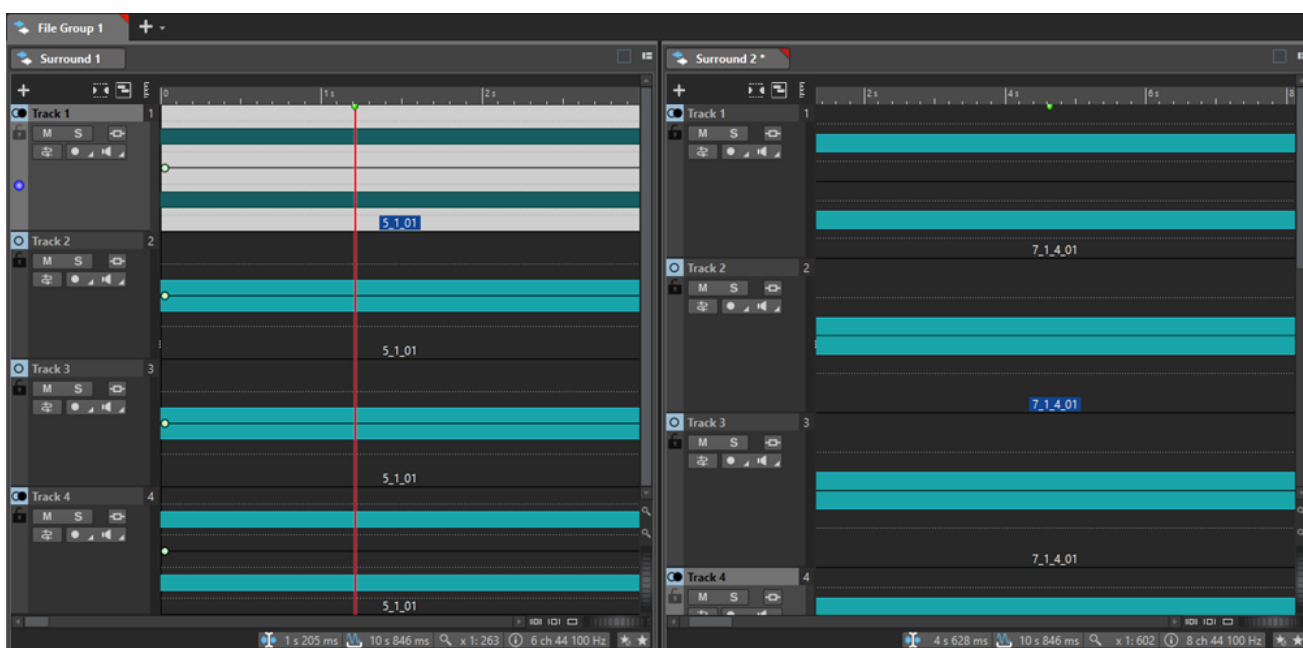 File Group 1
Surround 1
0 1 s 2 s
Track 1 1
M S
5_1_01
Track 2 2
M S
5_1_01
Track 3 3
M S
5_1_01
Track 4 4
M S
5_1_01
1 s 205 ms 10 s 846 ms x 1: 263 6 ch 44 100 Hz
Surround 2 *
2 s 4 s 6 s 8
Track 1 1
M S
7_1_4_01
Track 2 2
M S
7_1_4_01
Track 3 3
M S
7_1_4_01
Track 4 4
M S
4 s 628 ms 10 s 846 ms x 1: 602 8 ch 44 100 Hz